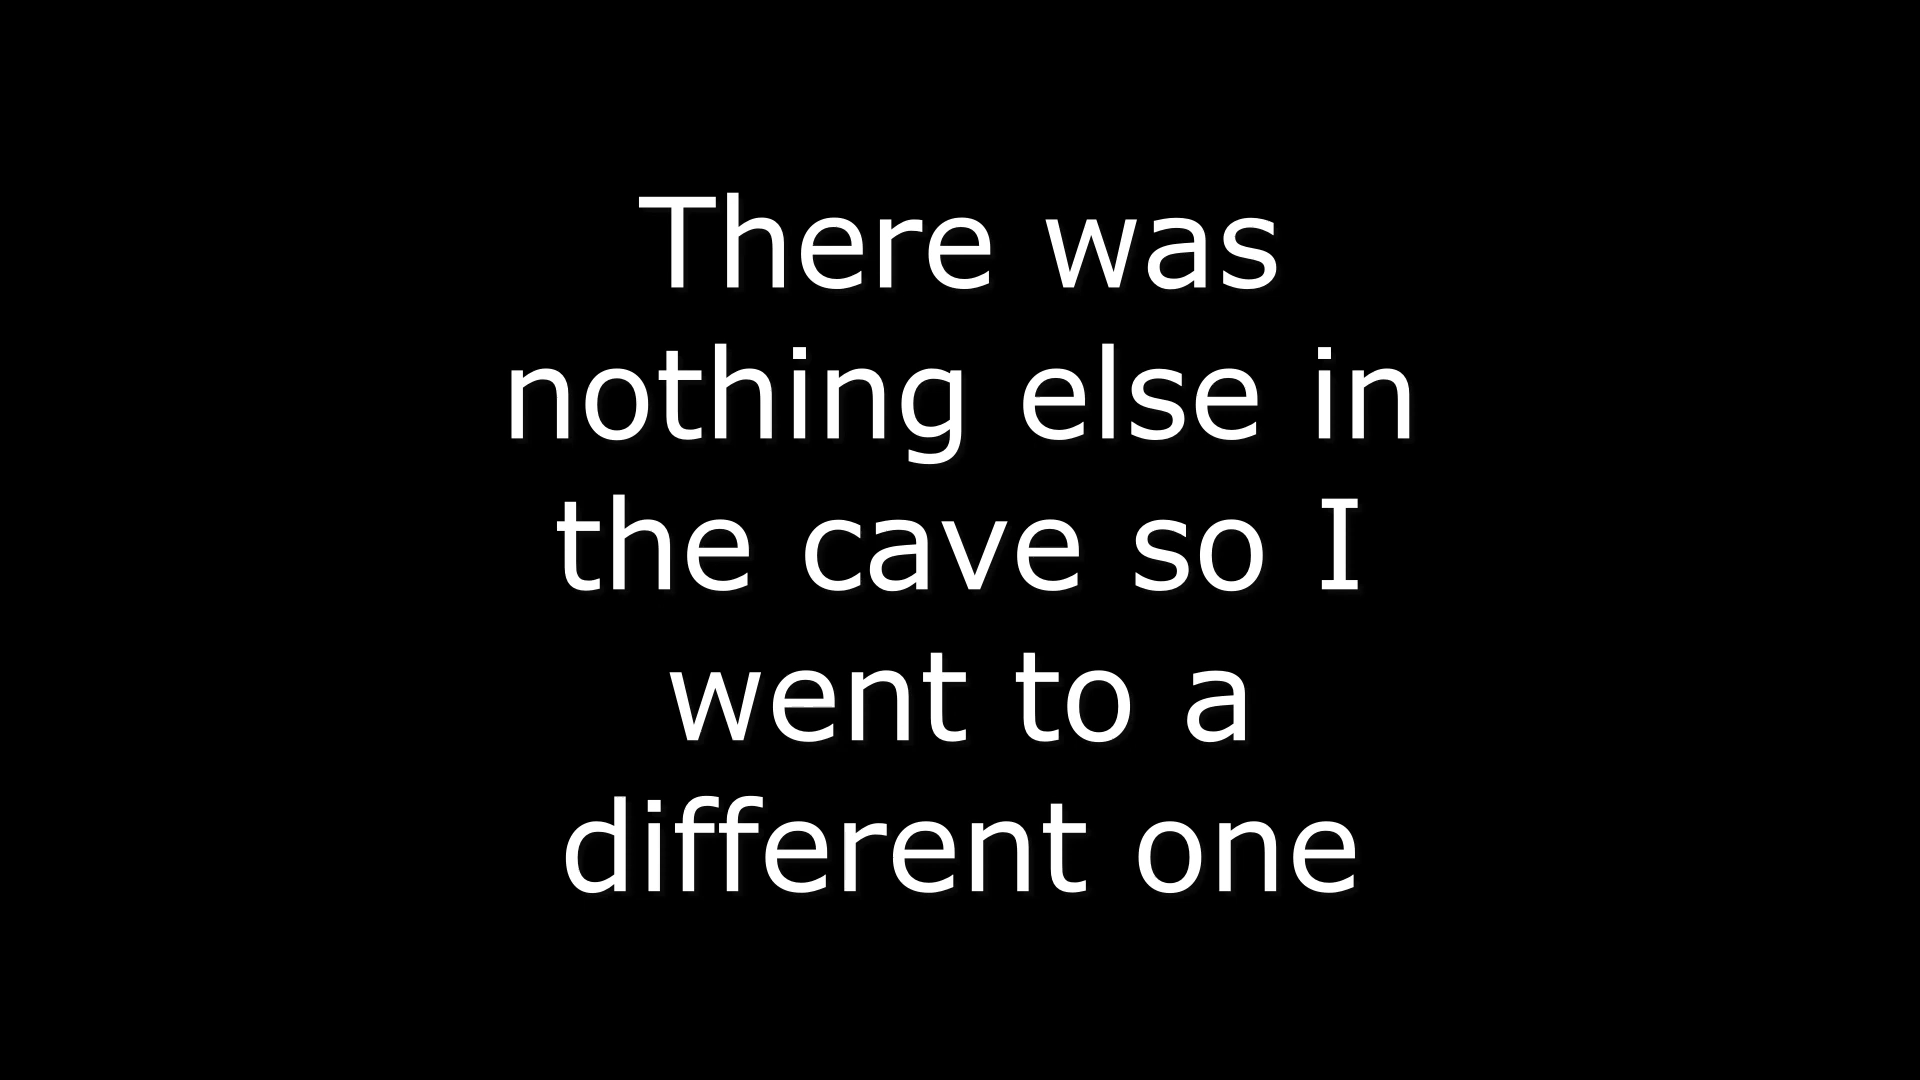 There was
nothing else in
the cave so I
went to a
different one